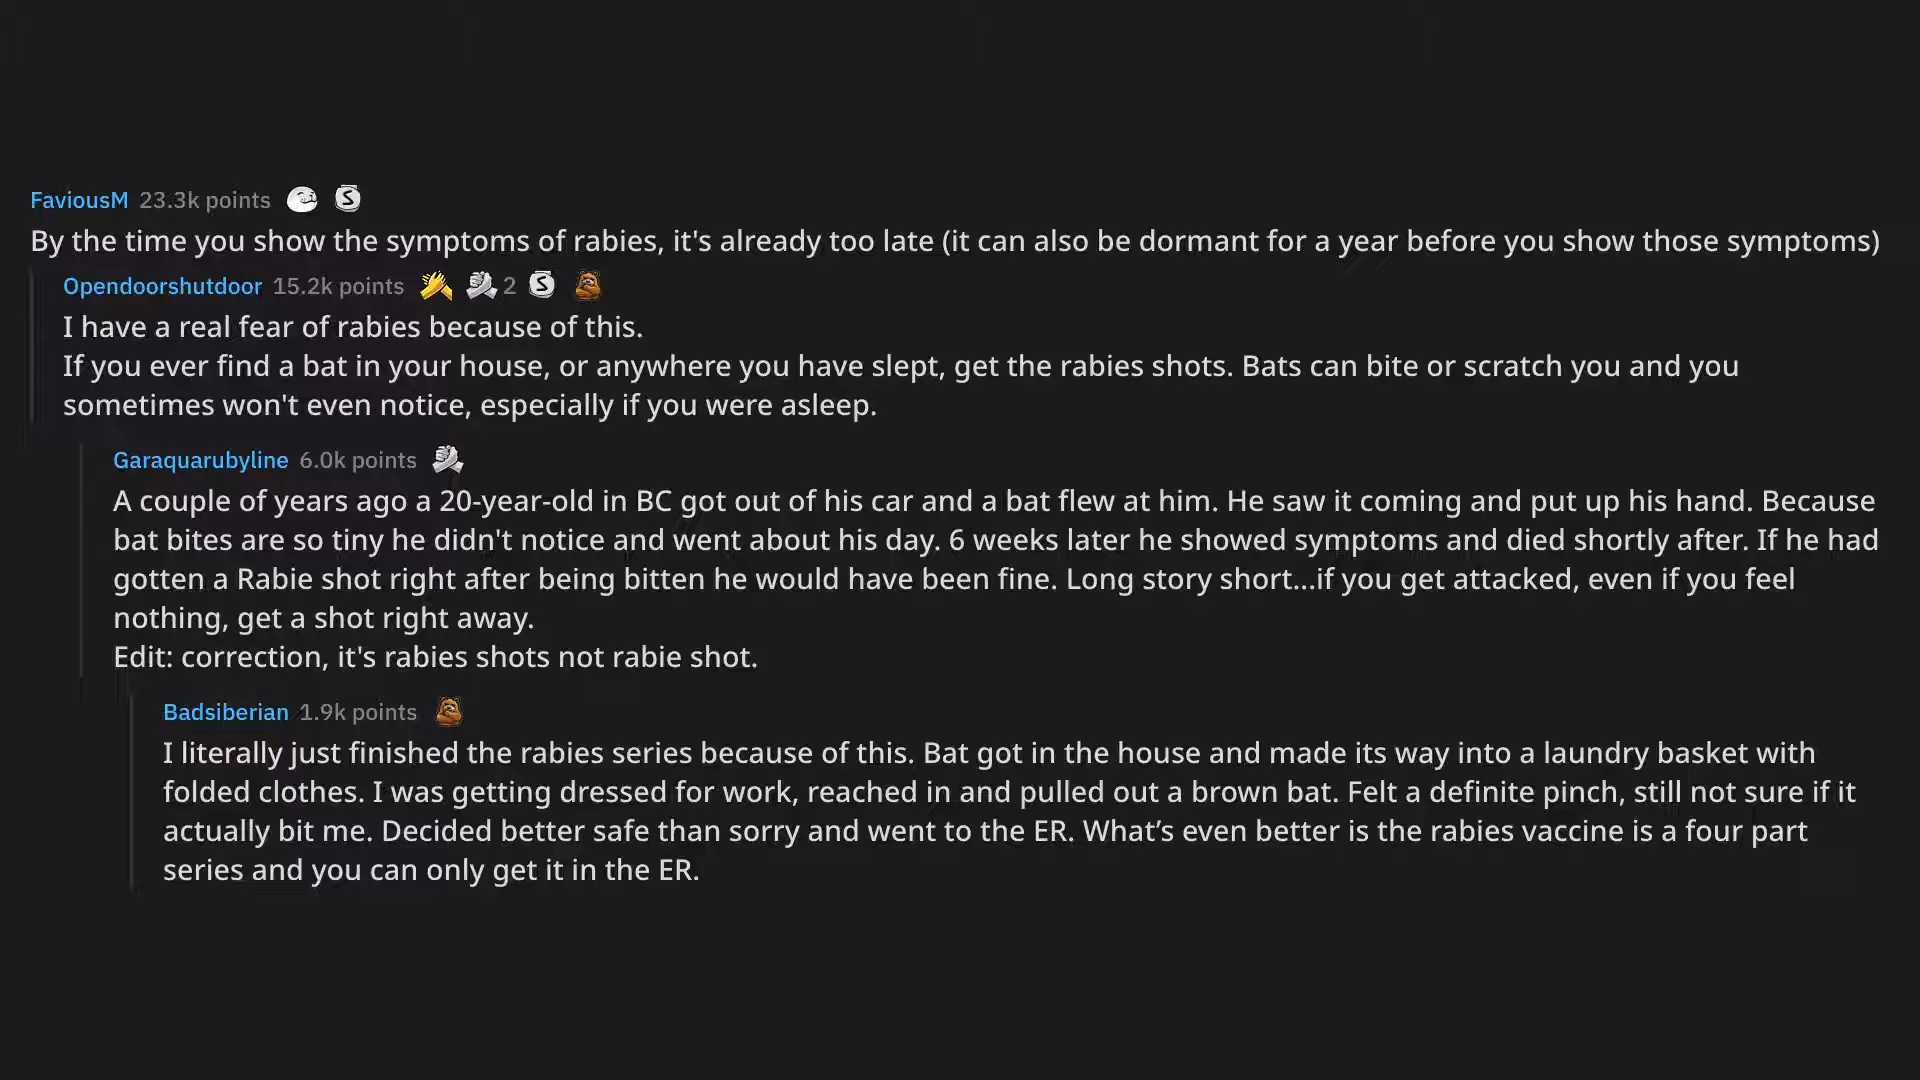 FaviousM 23.3k points
By the time you show the symptoms of rabies, it's already too late (it can also be dormant for a year before you show those symptoms)
Opendoorshutdoor 15.2k points 2
I have a real fear of rabies because of this.
If you ever find a bat in your house, or anywhere you have slept, get the rabies shots. Bats can bite or scratch you and you
sometimes won't even notice, especially if you were asleep.
Garaquarubyline 6.0k points
A couple of years ago a 20-year-old in BC got out of his car and a bat flew at him. He saw it coming and put up his hand. Because
bat bites are so tiny he didn't notice and went about his day. 6 weeks later he showed symptoms and died shortly after. If he had
gotten a Rabie shot right after being bitten he would have been fine. Long story short...if you get attacked, even if you feel
nothing, get a shot right away.
Edit: correction, it's rabies shots not rabie shot.
Badsiberian 1.9k points
I literally just finished the rabies series because of this. Bat got in the house and made its way into a laundry basket with
folded clothes. I was getting dressed for work, reached in and pulled out a brown bat. Felt a definite pinch, still not sure if it
actually bit me. Decided better safe than sorry and went to the ER. What’s even better is the rabies vaccine is a four part
series and you can only get it in the ER.